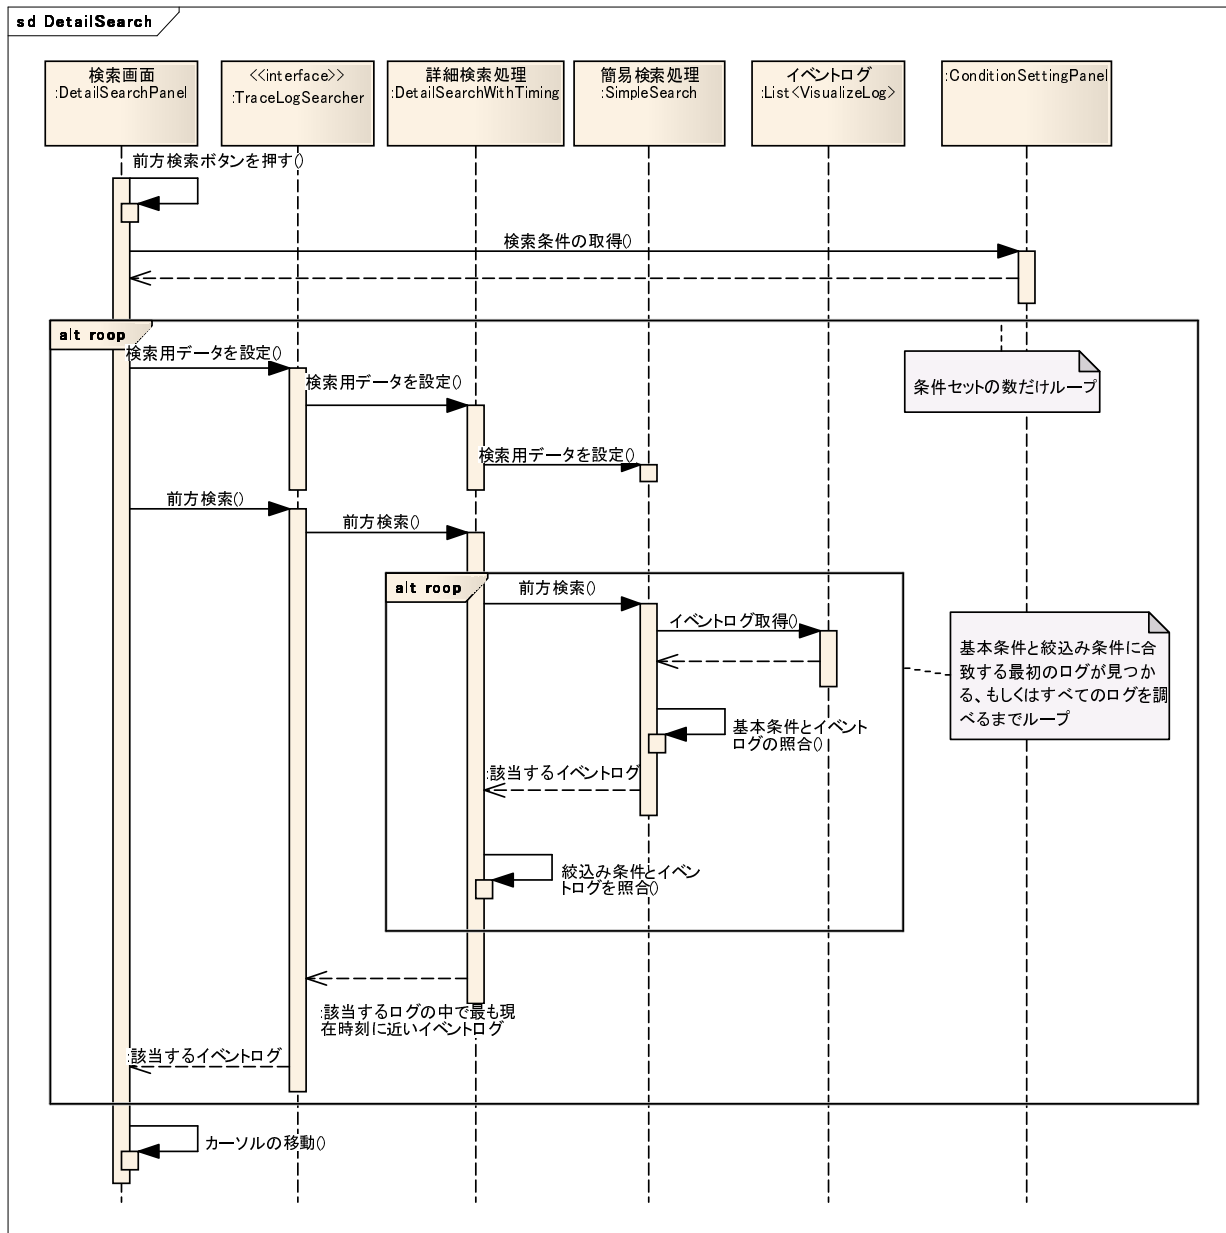 sd DetailSearch
検索画面
:DetailSearchPanel
<<interface>>
:TraceLogSearcher
詳細検索処理
:DetailSearchWithTiming
簡易検索処理
:SimpleSearch
イベントログ
:List<VisualizeLog>
:ConditionSettingPanel
前方検索ボタンを押す()
検索条件の取得()
alt roop
検索用データを設定()
検索用データを設定()
条件セットの数だけループ
検索用データを設定()
前方検索()
前方検索()
alt roop
前方検索()
イベントログ取得()
基本条件と絞込み条件に合
致する最初のログが見つか
る、もしくはすべてのログを調
べるまでループ
基本条件とイベント
ログの照合()
:該当するイベントログ
絞込み条件とイベン
トログを照合()
:該当するログの中で最も現
在時刻に近いイベントログ
:該当するイベントログ
カーソルの移動()